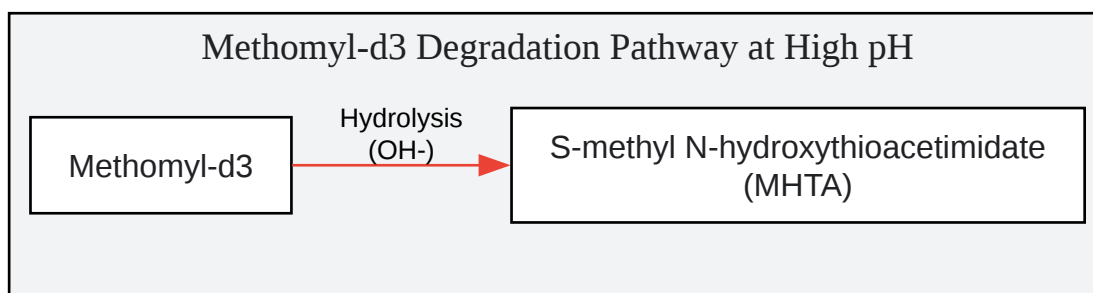 Methomyl-d3 Degradation Pathway at High pH
Hydrolysis
(OH-)
Methomyl-d3
S-methyl N-hydroxythioacetimidate
(MHTA)